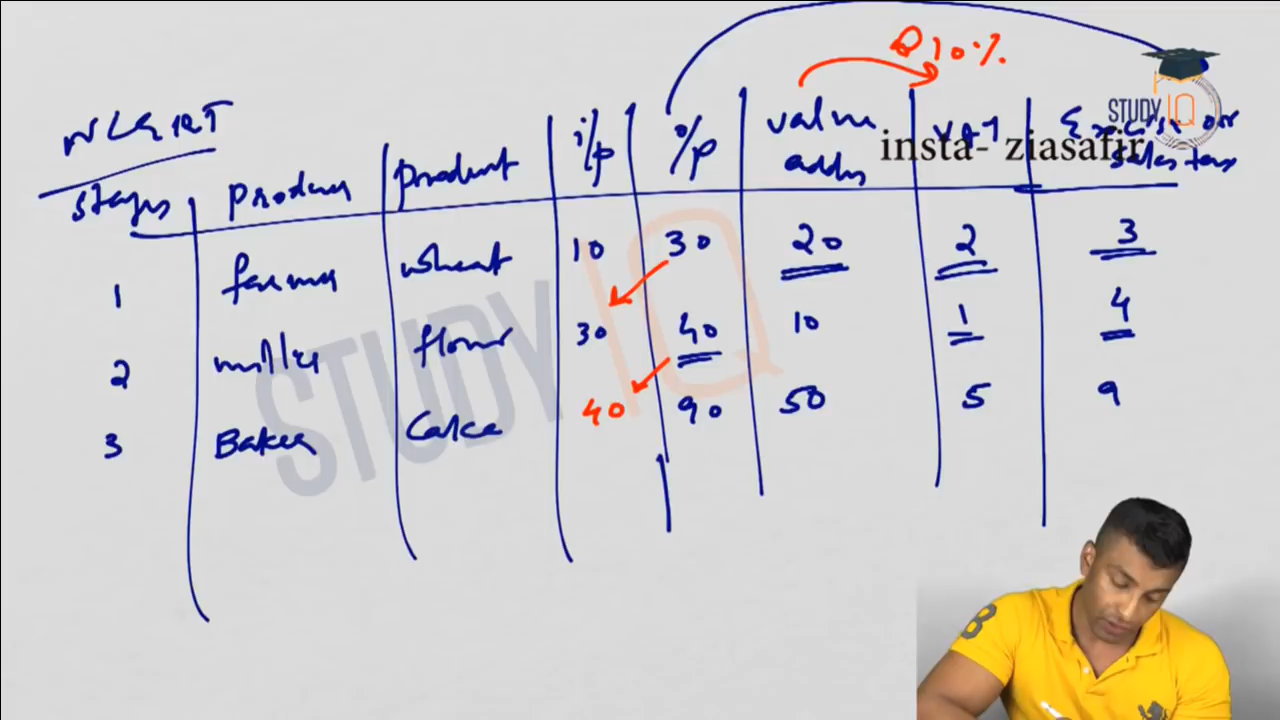 @ 10%
NCERT
STUDY IQ
insta- ziasafir
stages producer product i/p o/p value added VAT Excise or sales tax
1 farmer wheat 10 30 20 2 3
2 miller flour 30 40 10 1 4
3 Baker Cake 40 90 50 5 9
STUDY IQ